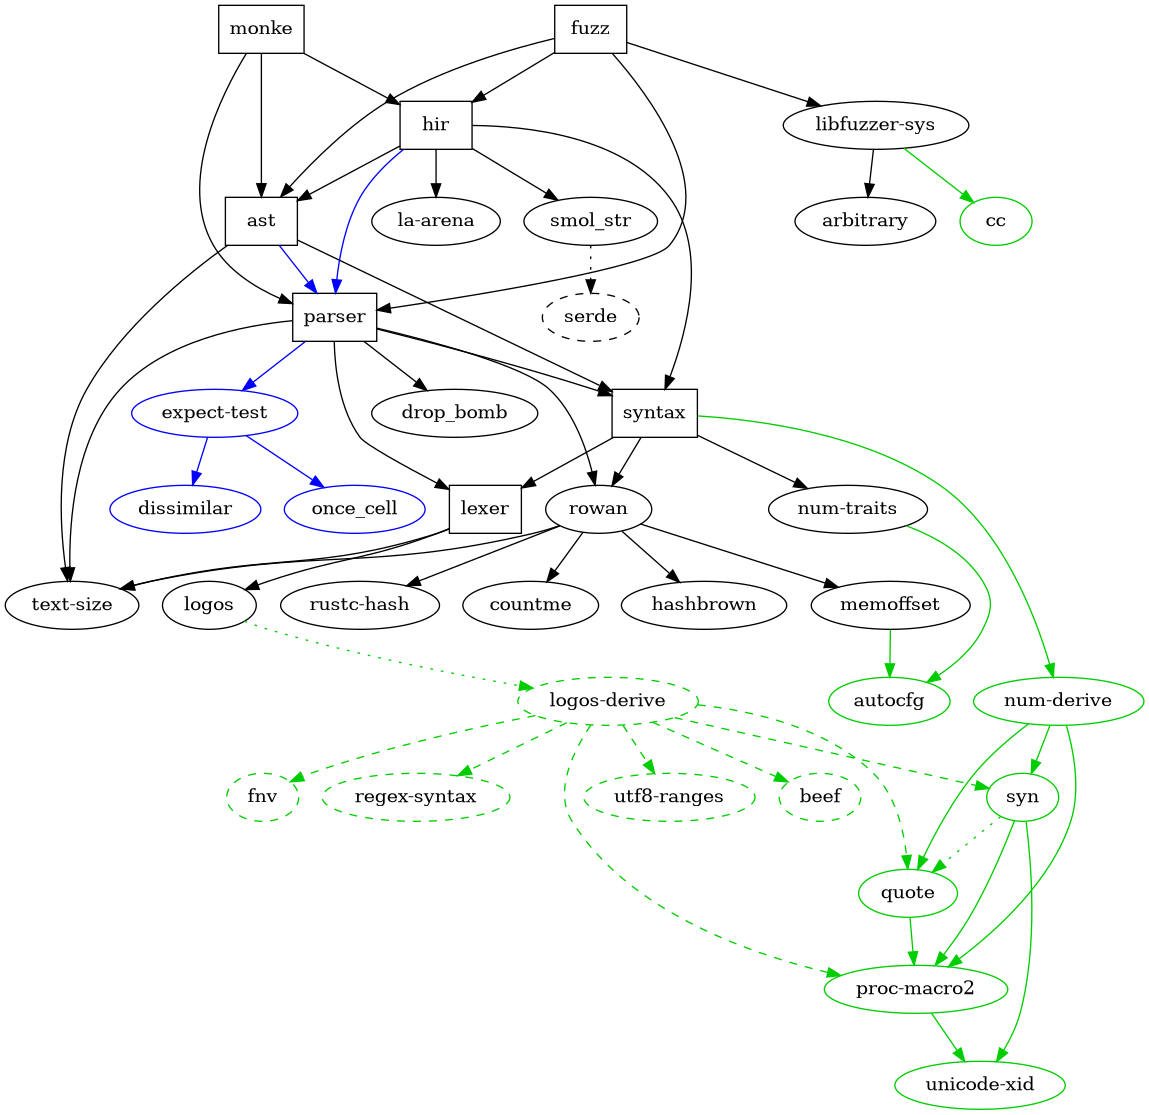 monke
fuzz
hir
libfuzzer-sys
ast
la-arena
smol_str
arbitrary
cc
parser
serde
expect-test
drop_bomb
syntax
dissimilar
once_cell
lexer
rowan
num-traits
text-size
logos
rustc-hash
countme
hashbrown
memoffset
logos-derive
autocfg
num-derive
fnv
regex-syntax
utf8-ranges
beef
syn
quote
proc-macro2
unicode-xid